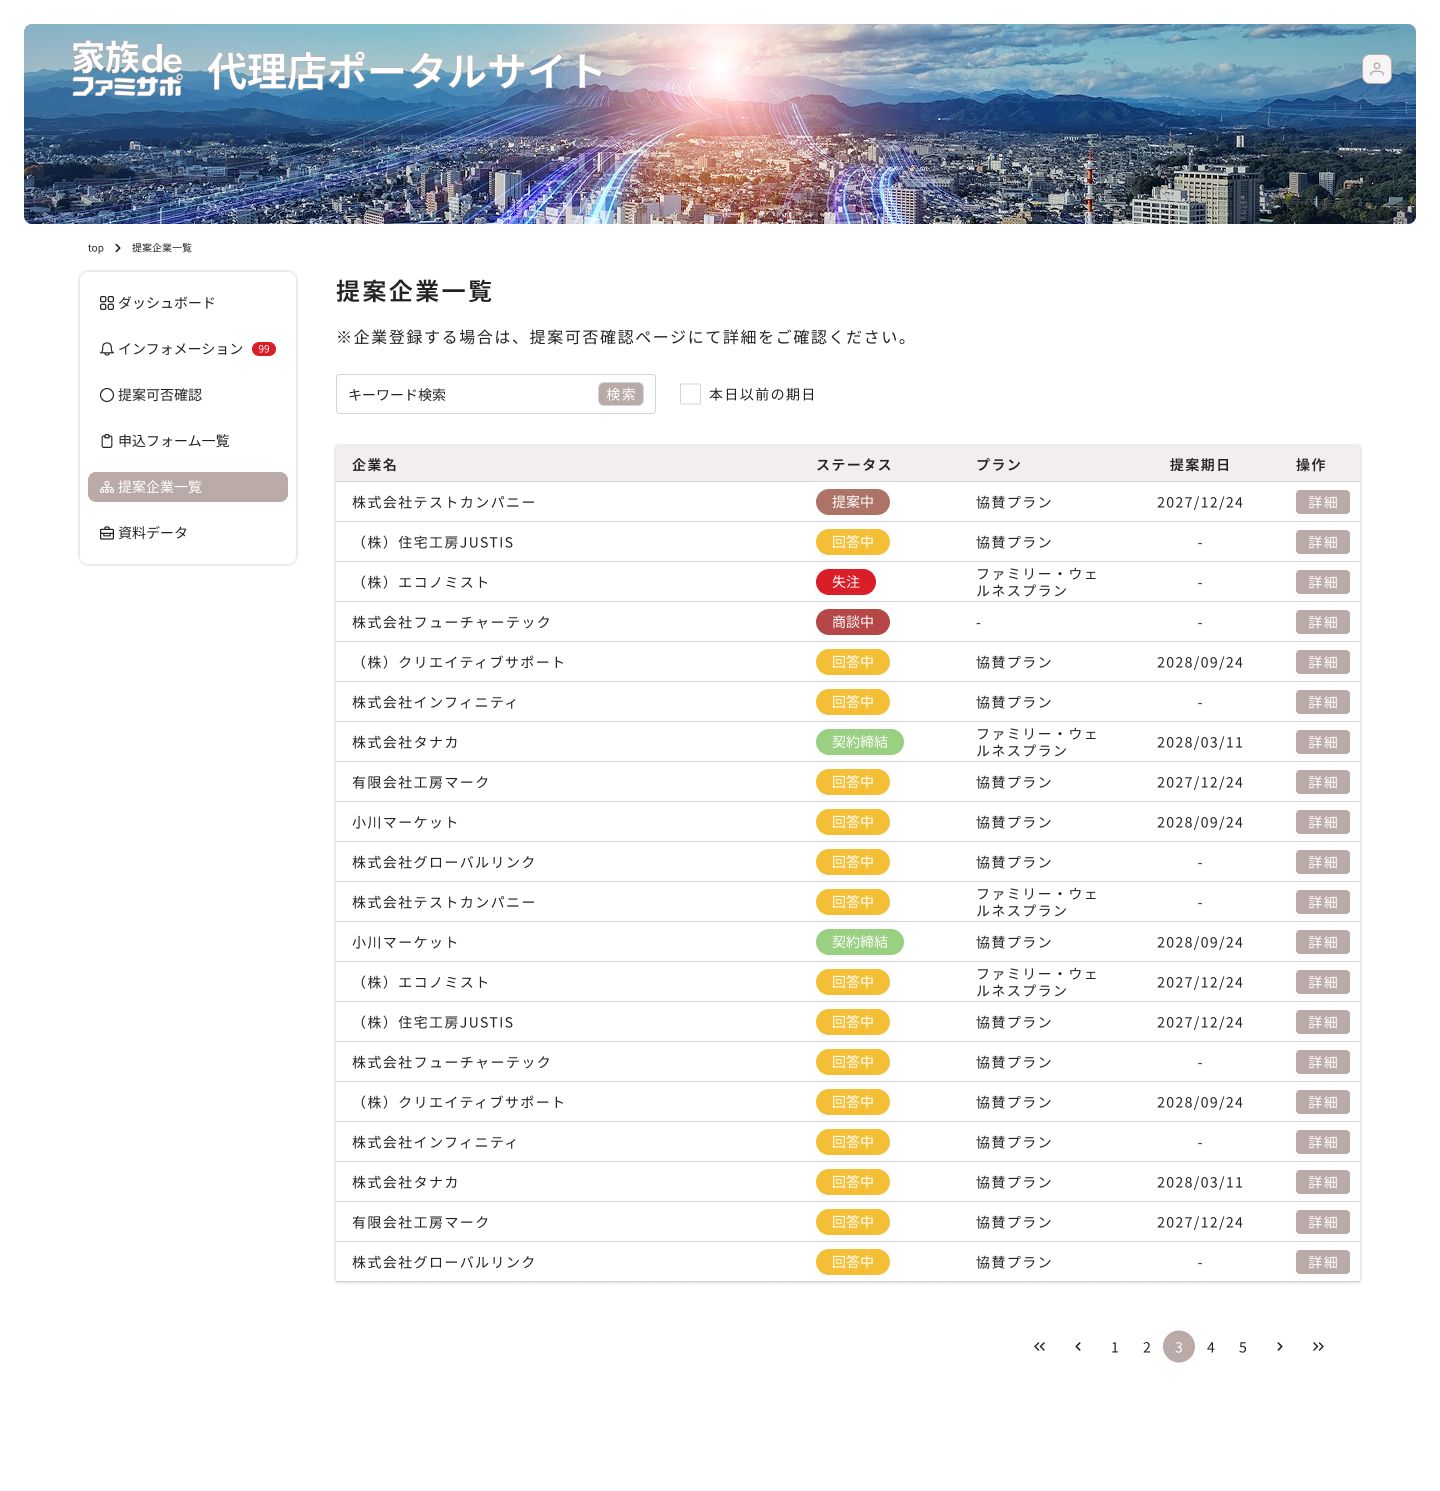 家族de
ファミサポ
代理店ポータルサイト
top
提案企業一覧
ダッシュボード
インフォメーション 99
提案可否確認
申込フォーム一覧
提案企業一覧
資料データ
提案企業一覧
※企業登録する場合は、提案可否確認ページにて詳細をご確認ください。
キーワード検索 検索 本日以前の期日
企業名 ステータス プラン 提案期日 操作
株式会社テストカンパニー 提案中 協賛プラン 2027/12/24 詳細
（株）住宅工房JUSTIS 回答中 協賛プラン - 詳細
（株）エコノミスト 失注 ファミリー・ウェ
ルネスプラン - 詳細
株式会社フューチャーテック 商談中 - - 詳細
（株）クリエイティブサポート 回答中 協賛プラン 2028/09/24 詳細
株式会社インフィニティ 回答中 協賛プラン - 詳細
株式会社タナカ 契約締結 ファミリー・ウェ
ルネスプラン 2028/03/11 詳細
有限会社工房マーク 回答中 協賛プラン 2027/12/24 詳細
小川マーケット 回答中 協賛プラン 2028/09/24 詳細
株式会社グローバルリンク 回答中 協賛プラン - 詳細
株式会社テストカンパニー 回答中 ファミリー・ウェ
ルネスプラン - 詳細
小川マーケット 契約締結 協賛プラン 2028/09/24 詳細
（株）エコノミスト 回答中 ファミリー・ウェ
ルネスプラン 2027/12/24 詳細
（株）住宅工房JUSTIS 回答中 協賛プラン 2027/12/24 詳細
株式会社フューチャーテック 回答中 協賛プラン - 詳細
（株）クリエイティブサポート 回答中 協賛プラン 2028/09/24 詳細
株式会社インフィニティ 回答中 協賛プラン - 詳細
株式会社タナカ 回答中 協賛プラン 2028/03/11 詳細
有限会社工房マーク 回答中 協賛プラン 2027/12/24 詳細
株式会社グローバルリンク 回答中 協賛プラン - 詳細
1 2 3 4 5